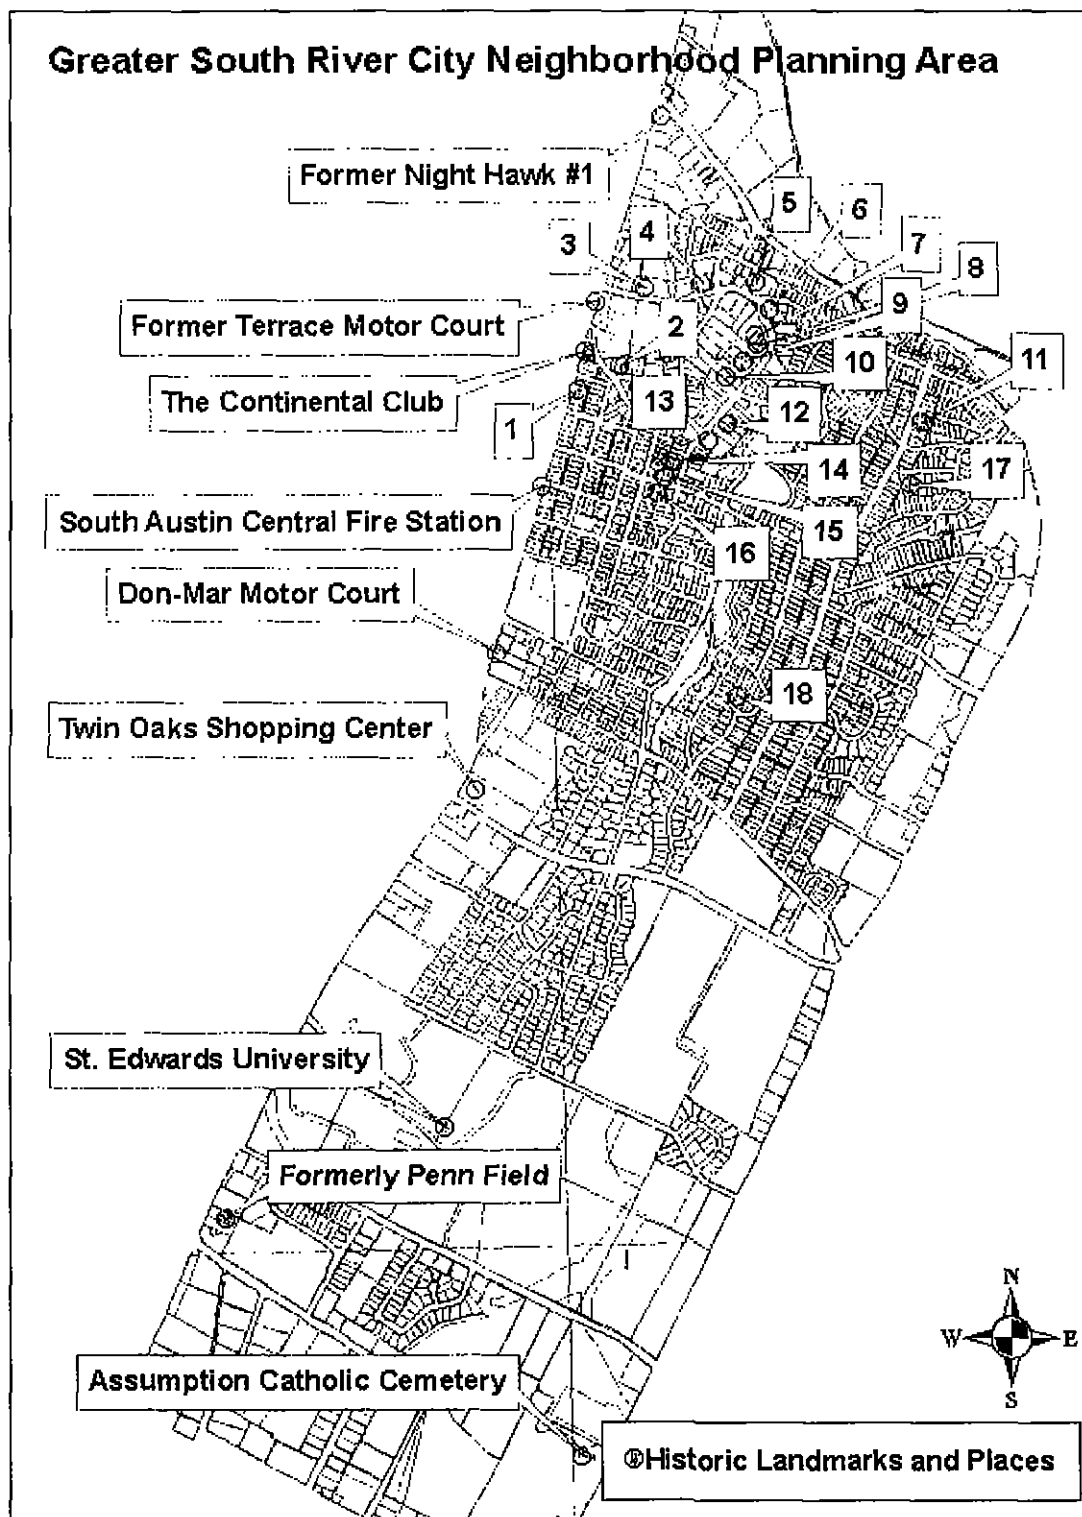 Greater South River City Neighborhood Planning Area
Former Night Hawk #1
5
6
4
3
7
8
9
Former Terrace Motor Court
2
10
11
The Continental Club
13
12
1
14
17
South Austin Central Fire Station
15
16
Don-Mar Motor Court
18
Twin Oaks Shopping Center
St. Edwards University
Formerly Penn Field
N
W
E
S
Assumption Catholic Cemetery
Historic Landmarks and Places